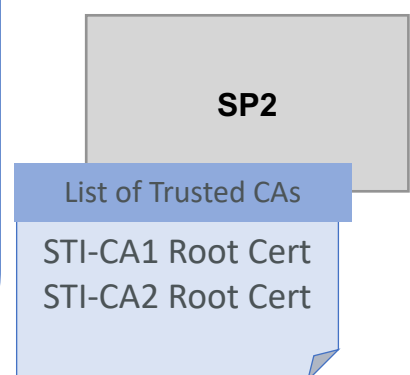 SP2
List of Trusted CAs
STI-CA1 Root Cert
STI-CA2 Root Cert